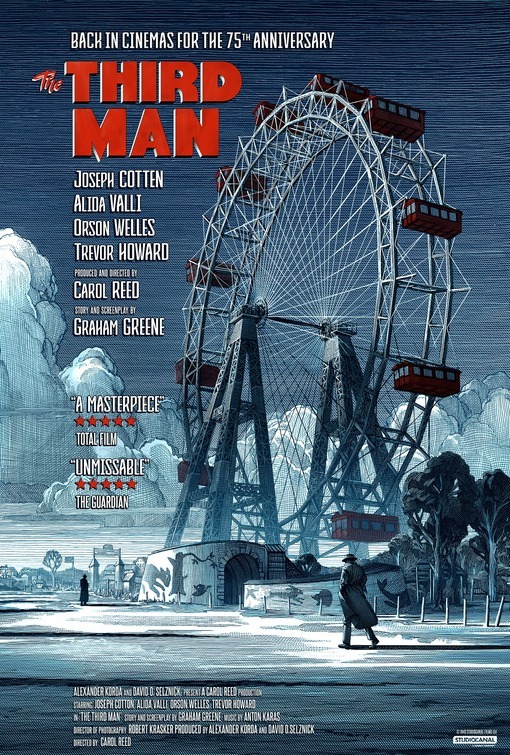 BACK IN CINEMAS FOR THE 75TH ANNIVERSARY
The THIRD
MAN
JOSEPH COTTEN
ALIDA VALLI
ORSON WELLES
TREVOR HOWARD
PRODUCED AND DIRECTED BY
CAROL REED
STORY AND SCREENPLAY BY
GRAHAM GREENE
"A MASTERPIECE"
★★★★★
TOTAL FILM
"UNMISSABLE"
★★★★★
THE GUARDIAN
ALEXANDER KORDA AND DAVID O. SELZNICK, PRESENT A CAROL REED PRODUCTION
STARRING JOSEPH COTTON, ALIDA VALLI, ORSON WELLES, TREVOR HOWARD
IN 'THE THIRD MAN' STORY AND SCREENPLAY BY GRAHAM GREENE MUSIC BY ANTON KARAS
DIRECTOR OF PHOTOGRAPHY ROBERT KRASKER PRODUCED BY ALEXANDER KORDA AND DAVID O.SELZNICK
DIRECTED BY CAROL REED
STUDIOCANAL